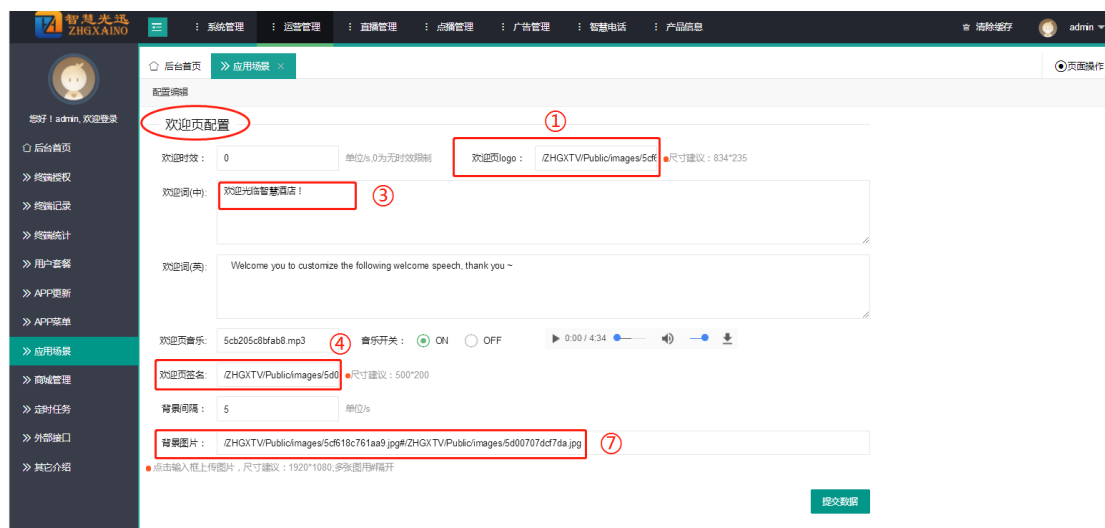 智慧光迅
ZHGXAINO
系统管理
运营管理
直播管理
点播管理
广告管理
智慧电话
产品信息
清除缓存
admin
后台首页
应用场景
页面操作
配置编辑
您好！admin, 欢迎登录
后台首页
终端授权
终端记录
终端统计
用户套餐
APP更新
APP菜单
应用场景
商城管理
定时任务
外部接口
其它介绍
欢迎页配置
①
欢迎时效： 0 单位/s,0为无时效限制
欢迎页logo： /ZHGXTV/Public/images/5cf6 尺寸建议：834*235
欢迎词(中): 欢迎光临智慧酒店！
③
欢迎词(英): Welcome you to customize the following welcome speech, thank you ~
欢迎页音乐: 5cb205c8bfab8.mp3
④
音乐开关： ON OFF
0:00 / 4:34
欢迎页签名: /ZHGXTV/Public/images/5d0 尺寸建议：500*200
背景间隔： 5 单位/s
背景图片： /ZHGXTV/Public/images/5cf618c761aa9.jpg#/ZHGXTV/Public/images/5d00707dcf7da.jpg
⑦
点击输入框上传图片，尺寸建议：1920*1080;多张图用#隔开
提交数据